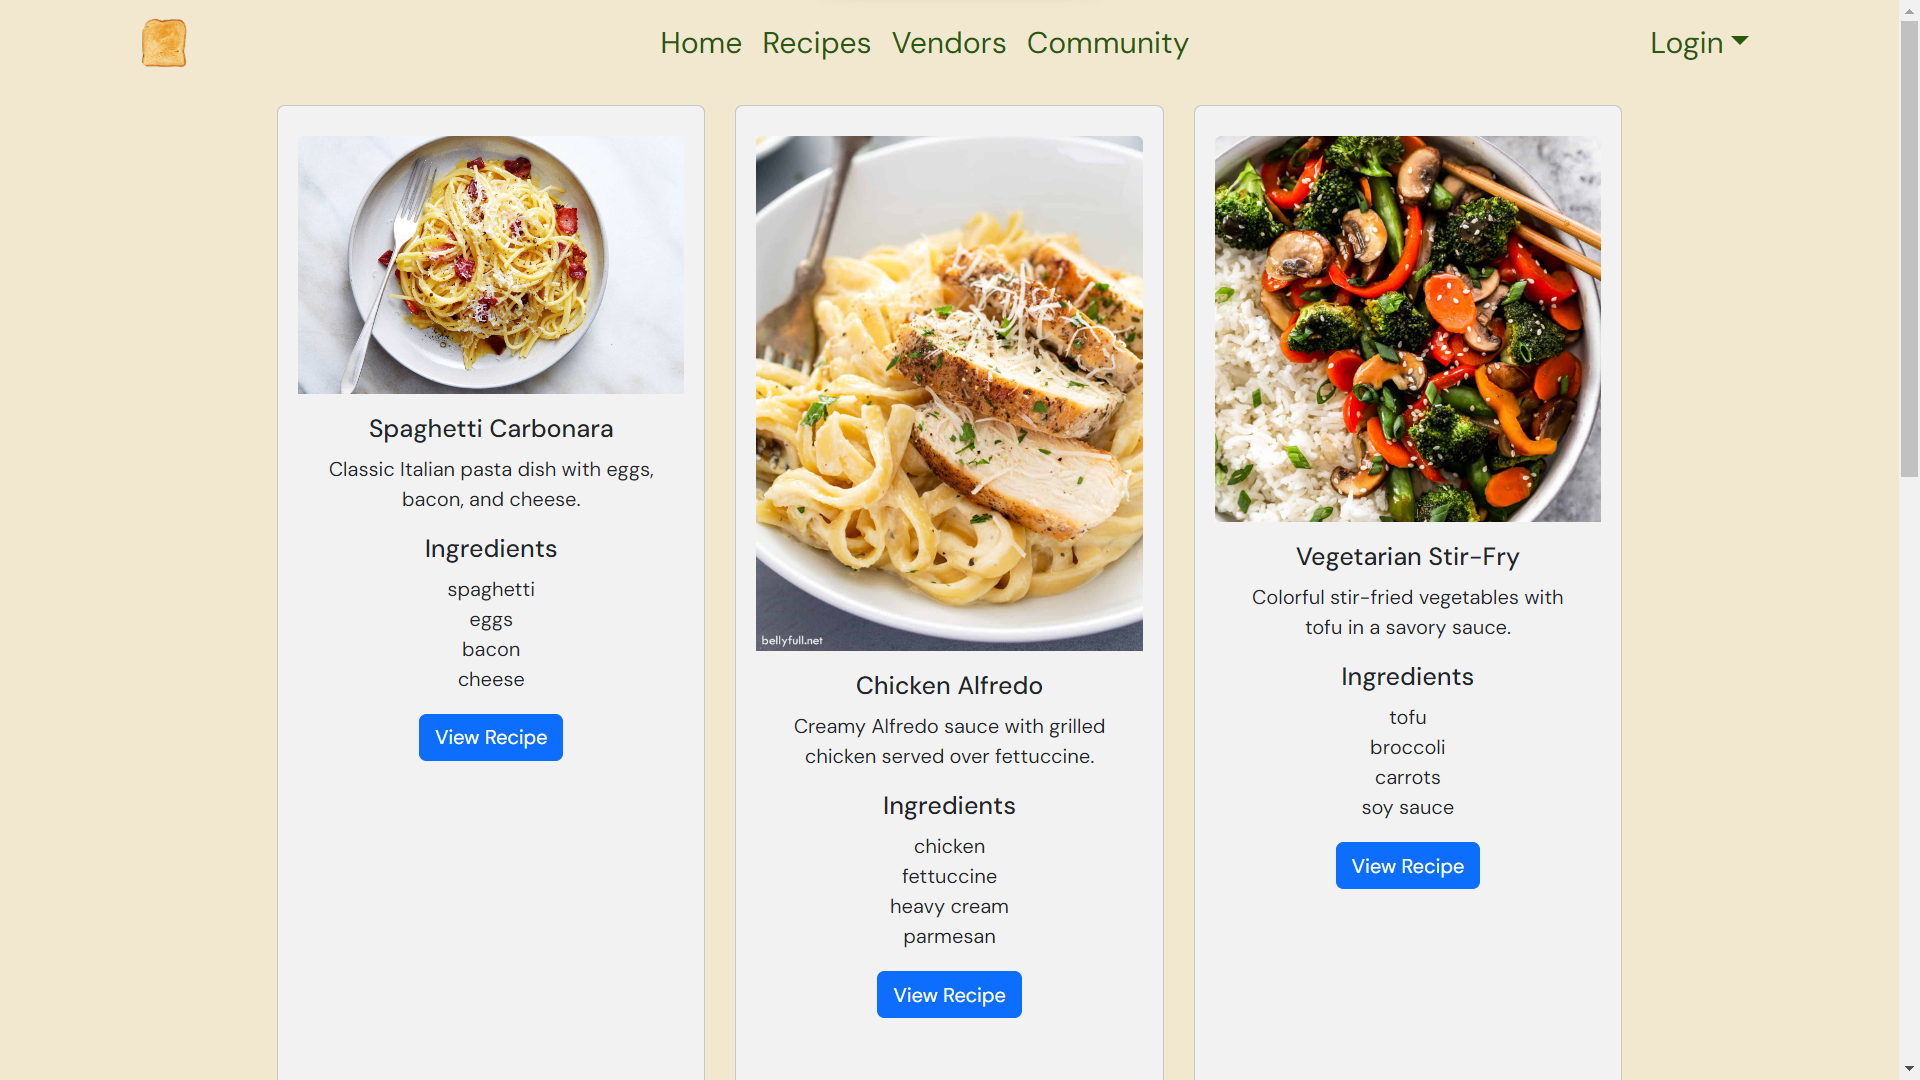 Home Recipes Vendors Community Login
Spaghetti Carbonara
Classic Italian pasta dish with eggs,
bacon, and cheese.
Ingredients
spaghetti
eggs
bacon
cheese
View Recipe
bellyfull.net
Chicken Alfredo
Creamy Alfredo sauce with grilled
chicken served over fettuccine.
Ingredients
chicken
fettuccine
heavy cream
parmesan
View Recipe
Vegetarian Stir-Fry
Colorful stir-fried vegetables with
tofu in a savory sauce.
Ingredients
tofu
broccoli
carrots
soy sauce
View Recipe